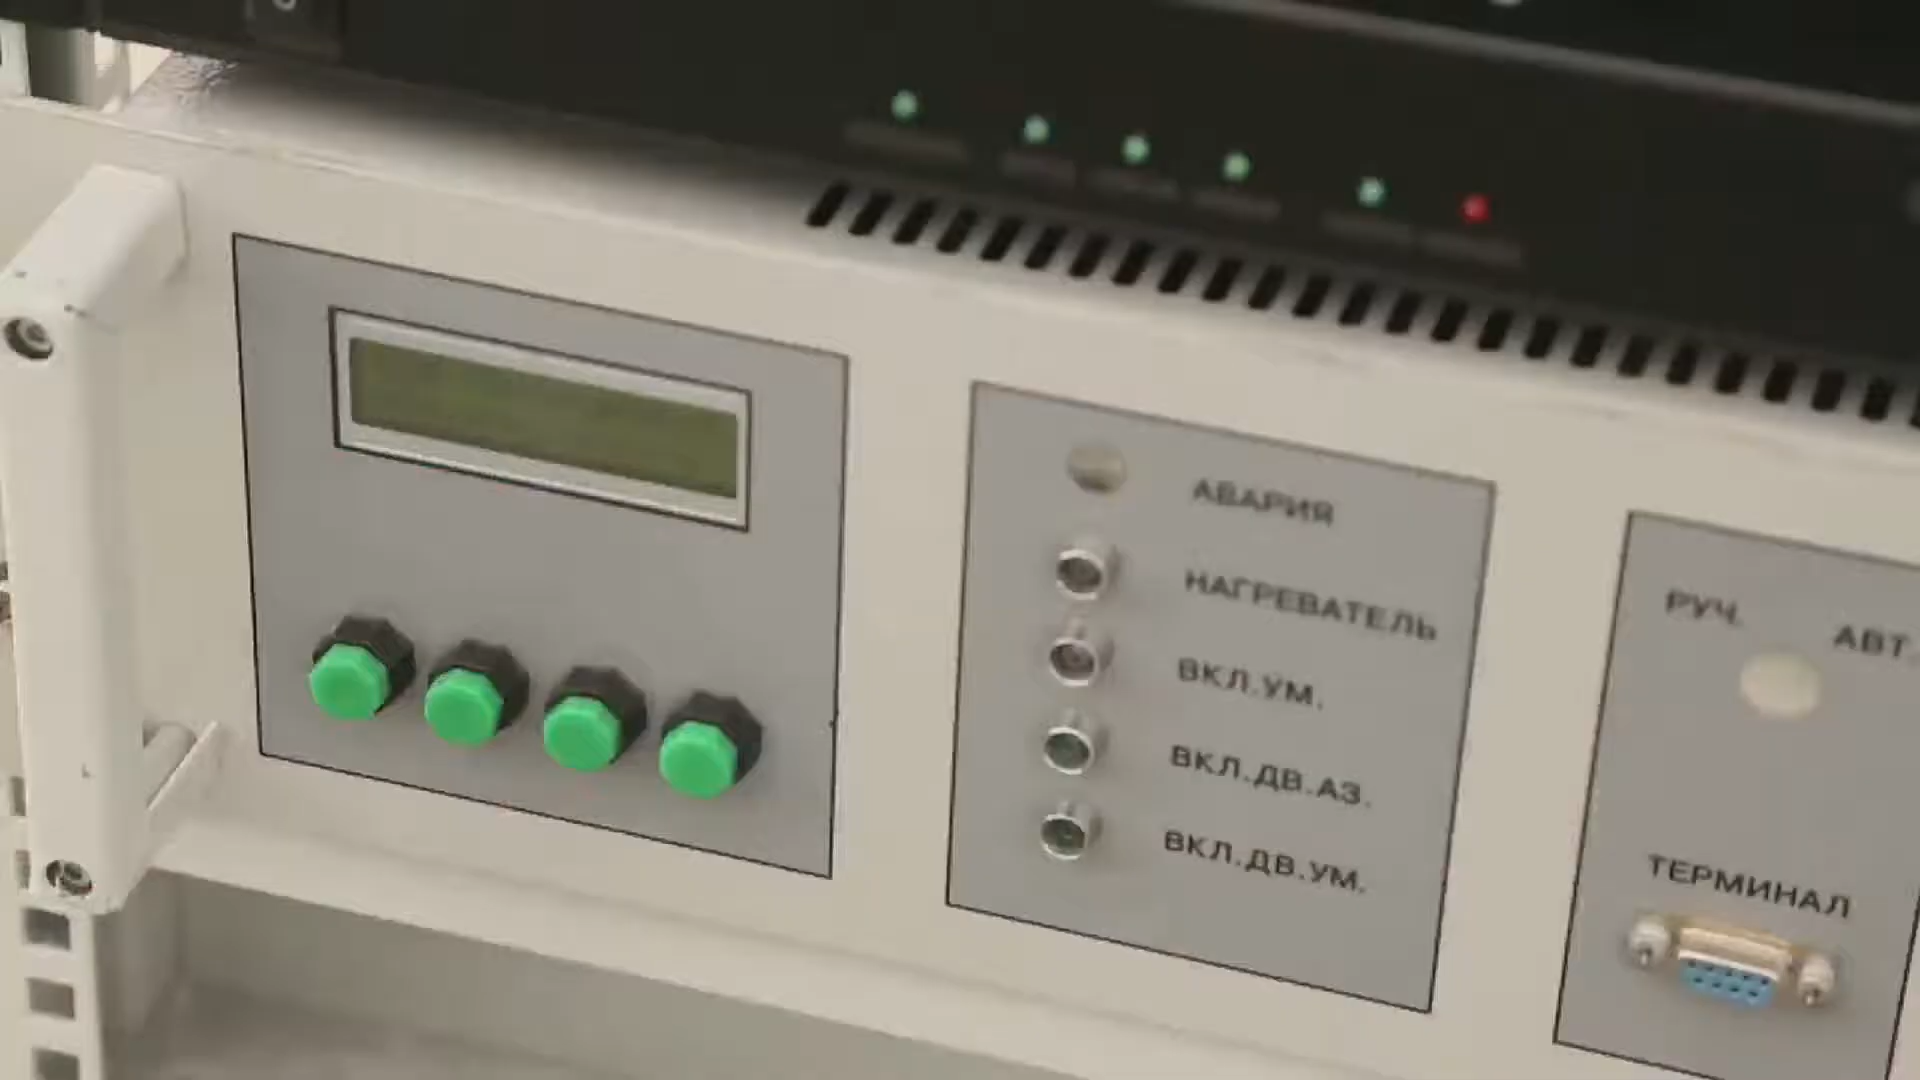 АВАРИЯ
НАГРЕВАТЕЛЬ
ВКЛ.УМ.
ВКЛ.ДВ.АЗ.
ВКЛ.ДВ.УМ.
РУЧ. АВТ.
ТЕРМИНАЛ